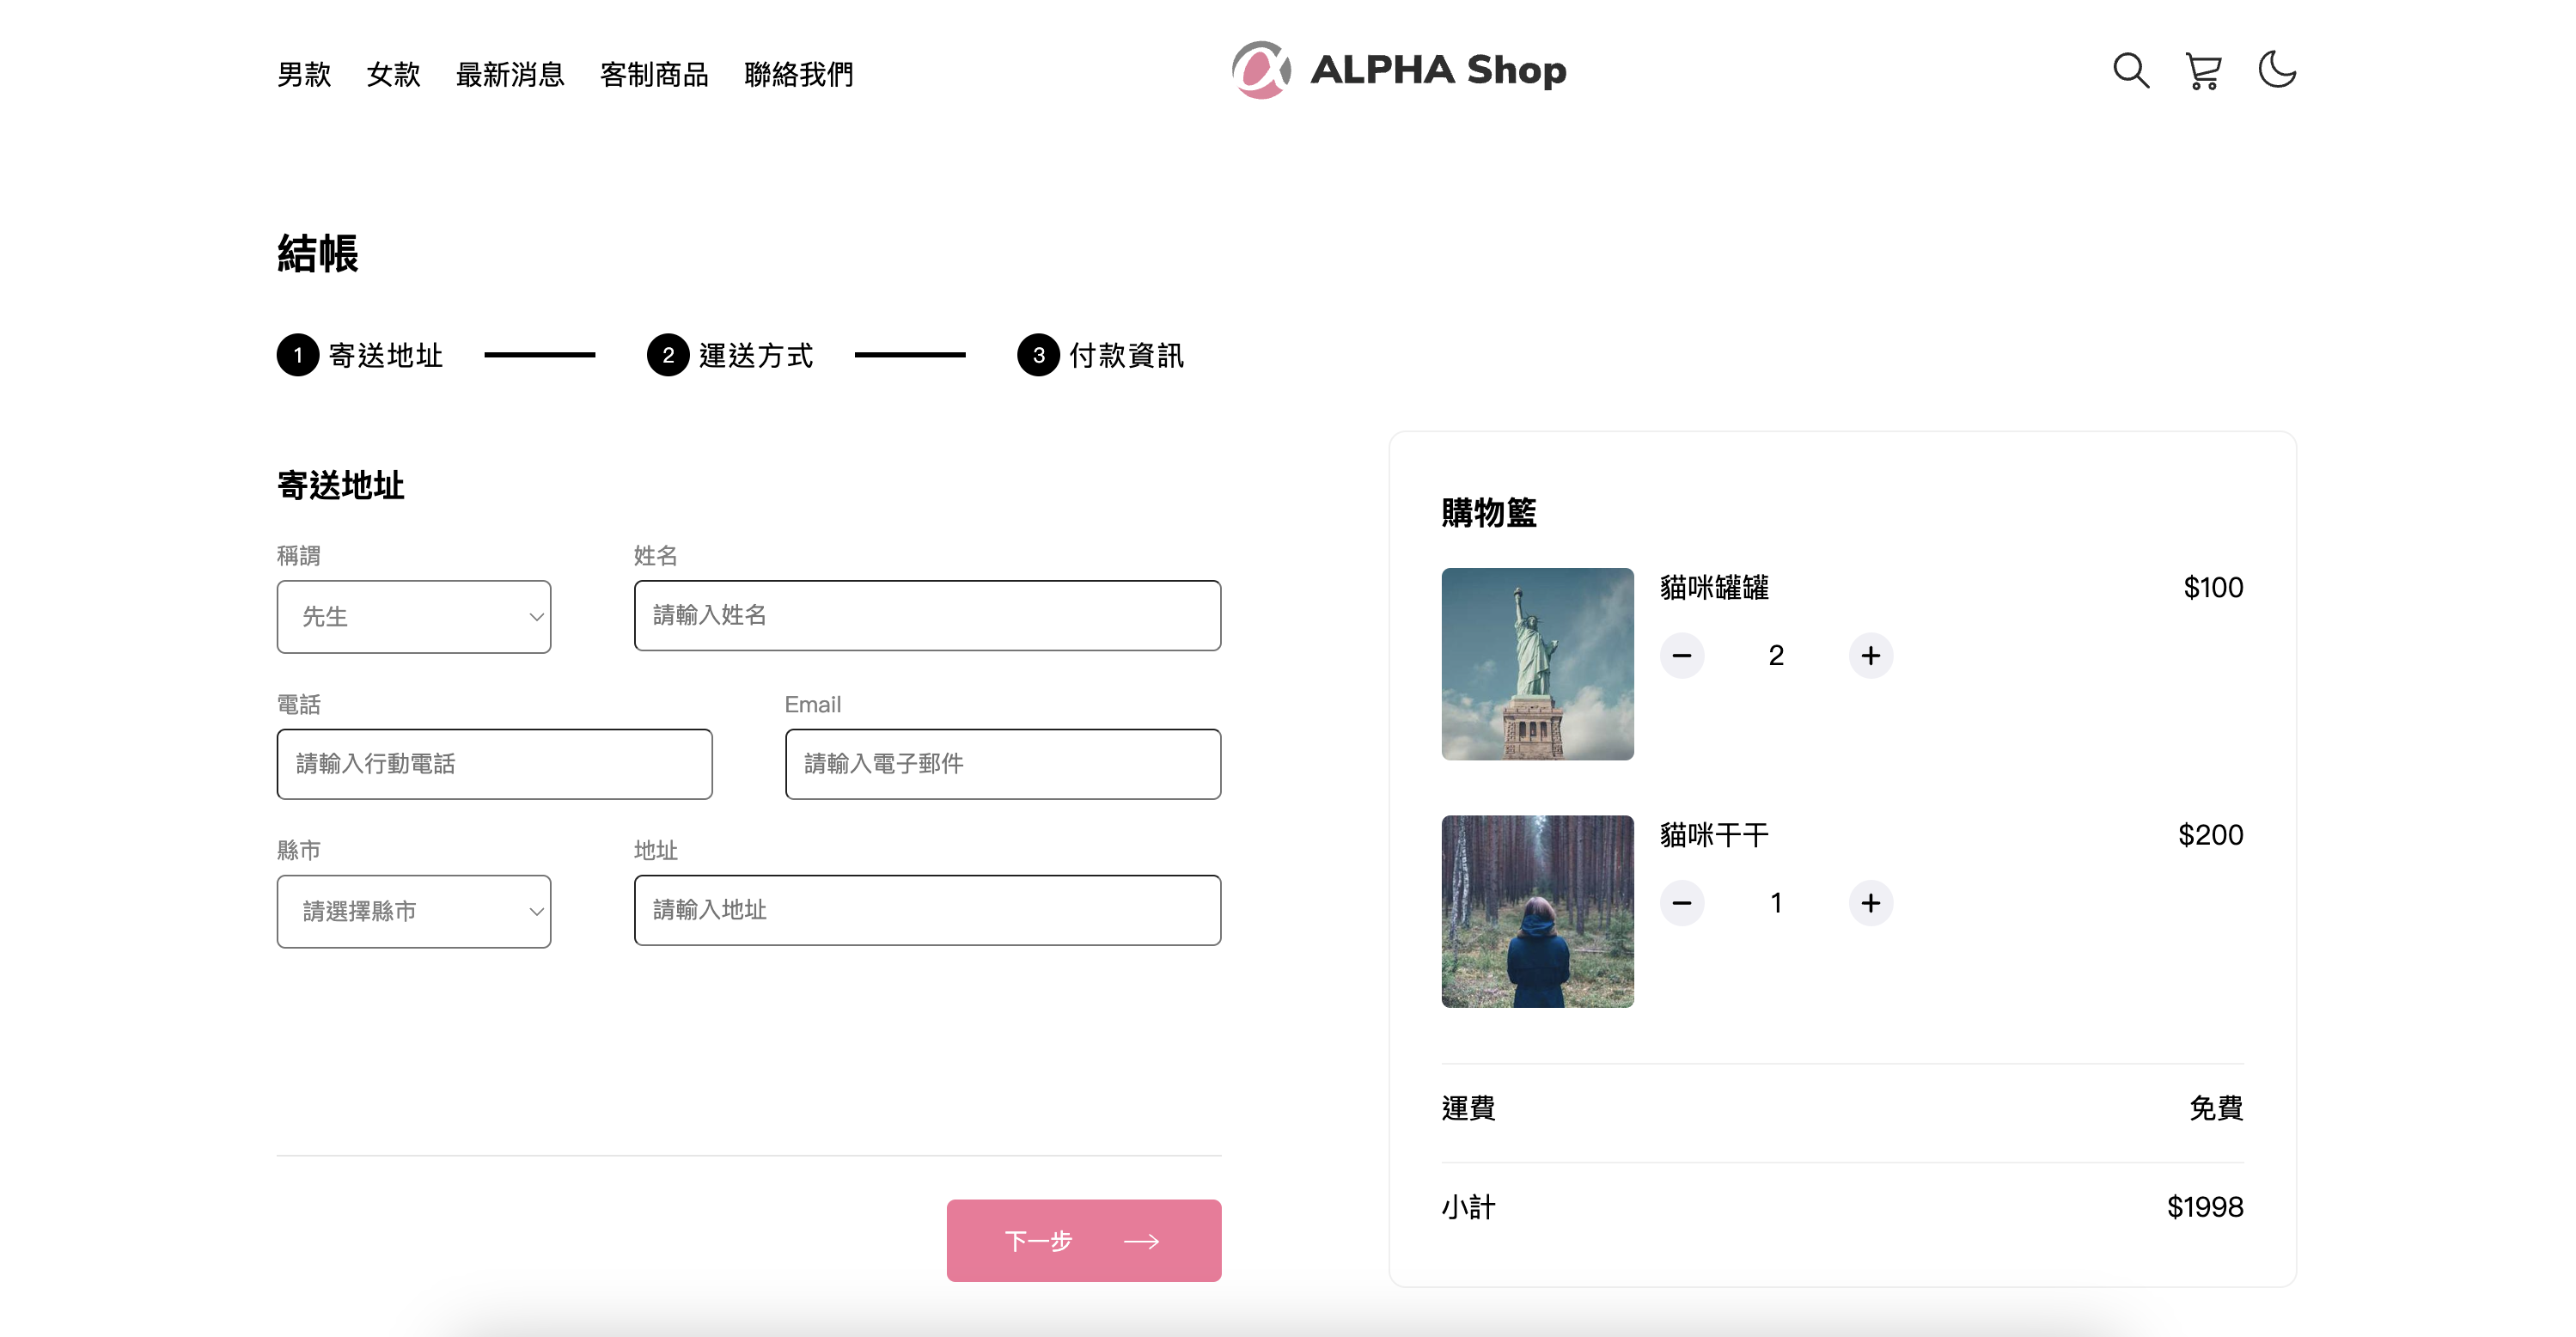 男款 女款 最新消息 客制商品 聯絡我們
ALPHA Shop
結帳
1 寄送地址 2 運送方式 3 付款資訊
寄送地址
稱謂 姓名
先生 請輸入姓名
電話 Email
請輸入行動電話 請輸入電子郵件
縣市 地址
請選擇縣市 請輸入地址
下一步
購物籃
貓咪罐罐 $100
2
貓咪干干 $200
1
運費 免費
小計 $1998